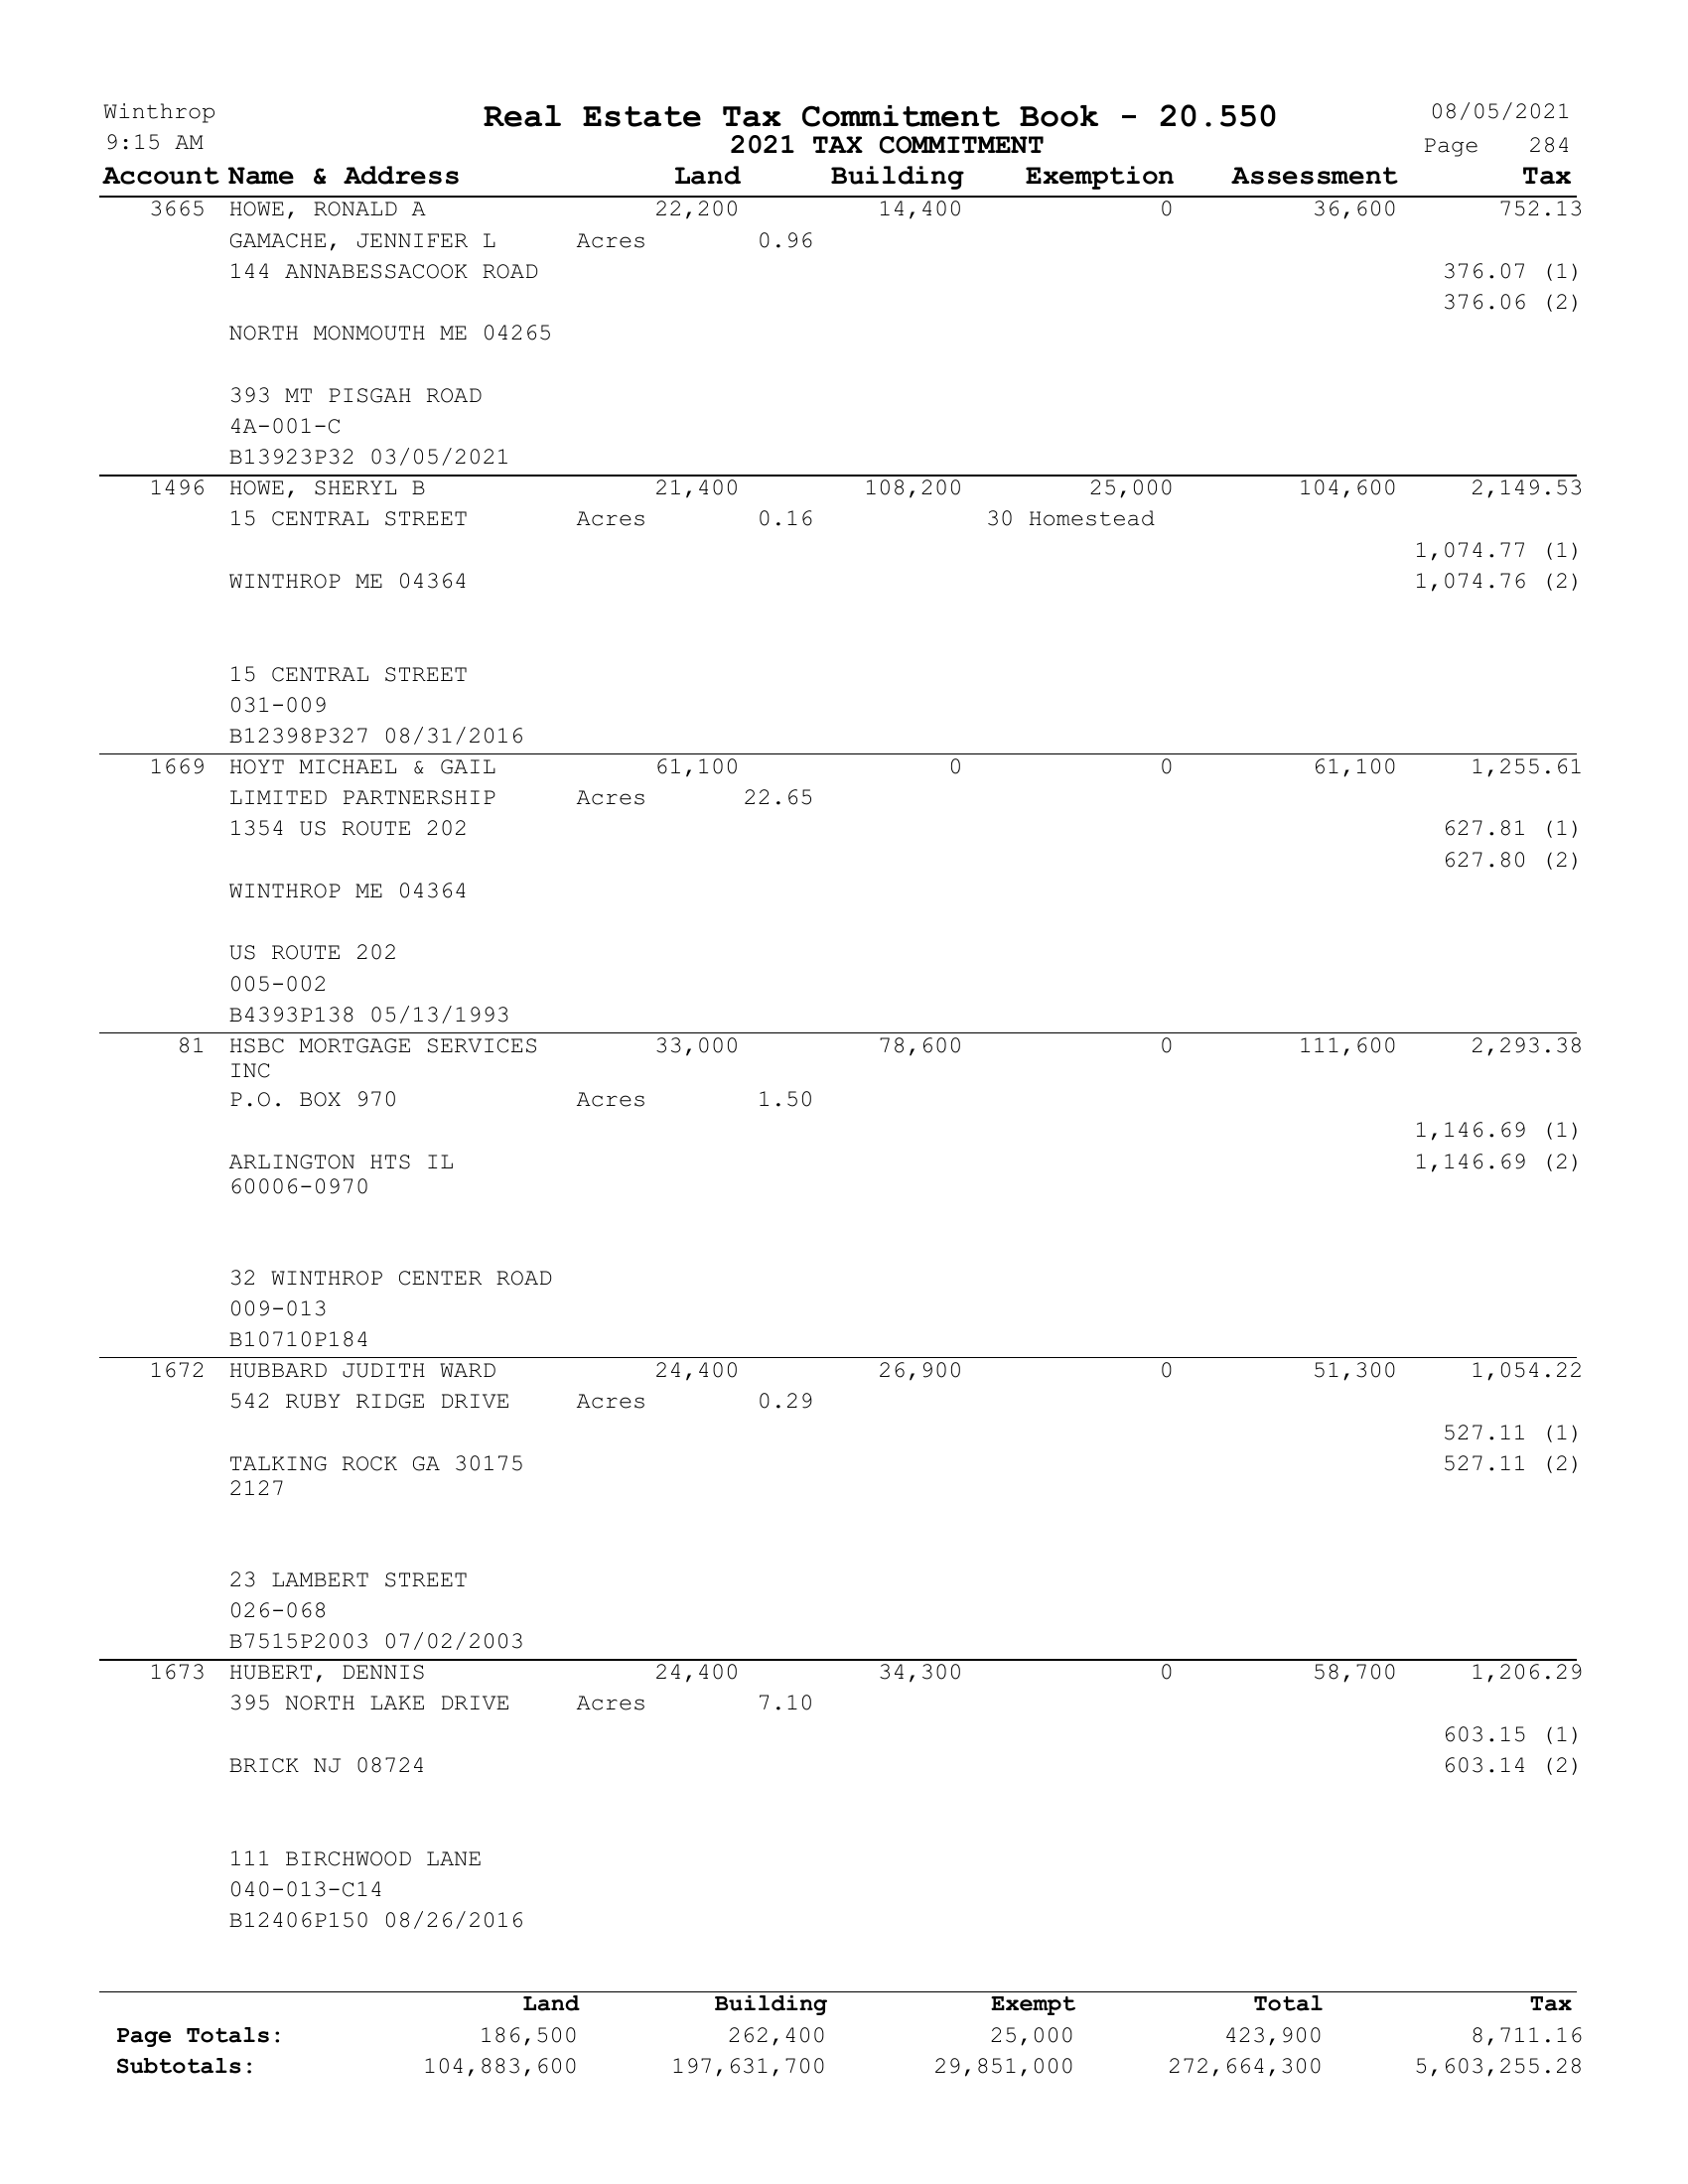 Winthrop Real Estate Tax Commitment Book - 20.550 08/05/2021
9:15 AM 2021 TAX COMMITMENT Page 284
Account Name & Address Land Building Exemption Assessment Tax
3665 HOWE, RONALD A 22,200 14,400 0 36,600 752.13
GAMACHE, JENNIFER L Acres 0.96
144 ANNABESSACOOK ROAD 376.07 (1)
376.06 (2)
NORTH MONMOUTH ME 04265
393 MT PISGAH ROAD
4A-001-C
B13923P32 03/05/2021
1496 HOWE, SHERYL B 21,400 108,200 25,000 104,600 2,149.53
15 CENTRAL STREET Acres 0.16 30 Homestead
1,074.77 (1)
WINTHROP ME 04364 1,074.76 (2)
15 CENTRAL STREET
031-009
B12398P327 08/31/2016
1669 HOYT MICHAEL & GAIL 61,100 0 0 61,100 1,255.61
LIMITED PARTNERSHIP Acres 22.65
1354 US ROUTE 202 627.81 (1)
627.80 (2)
WINTHROP ME 04364
US ROUTE 202
005-002
B4393P138 05/13/1993
81 HSBC MORTGAGE SERVICES 33,000 78,600 0 111,600 2,293.38
INC
P.O. BOX 970 Acres 1.50
1,146.69 (1)
ARLINGTON HTS IL 1,146.69 (2)
60006-0970
32 WINTHROP CENTER ROAD
009-013
B10710P184
1672 HUBBARD JUDITH WARD 24,400 26,900 0 51,300 1,054.22
542 RUBY RIDGE DRIVE Acres 0.29
527.11 (1)
TALKING ROCK GA 30175 527.11 (2)
2127
23 LAMBERT STREET
026-068
B7515P2003 07/02/2003
1673 HUBERT, DENNIS 24,400 34,300 0 58,700 1,206.29
395 NORTH LAKE DRIVE Acres 7.10
603.15 (1)
BRICK NJ 08724 603.14 (2)
111 BIRCHWOOD LANE
040-013-C14
B12406P150 08/26/2016
Land Building Exempt Total Tax
Page Totals: 186,500 262,400 25,000 423,900 8,711.16
Subtotals: 104,883,600 197,631,700 29,851,000 272,664,300 5,603,255.28